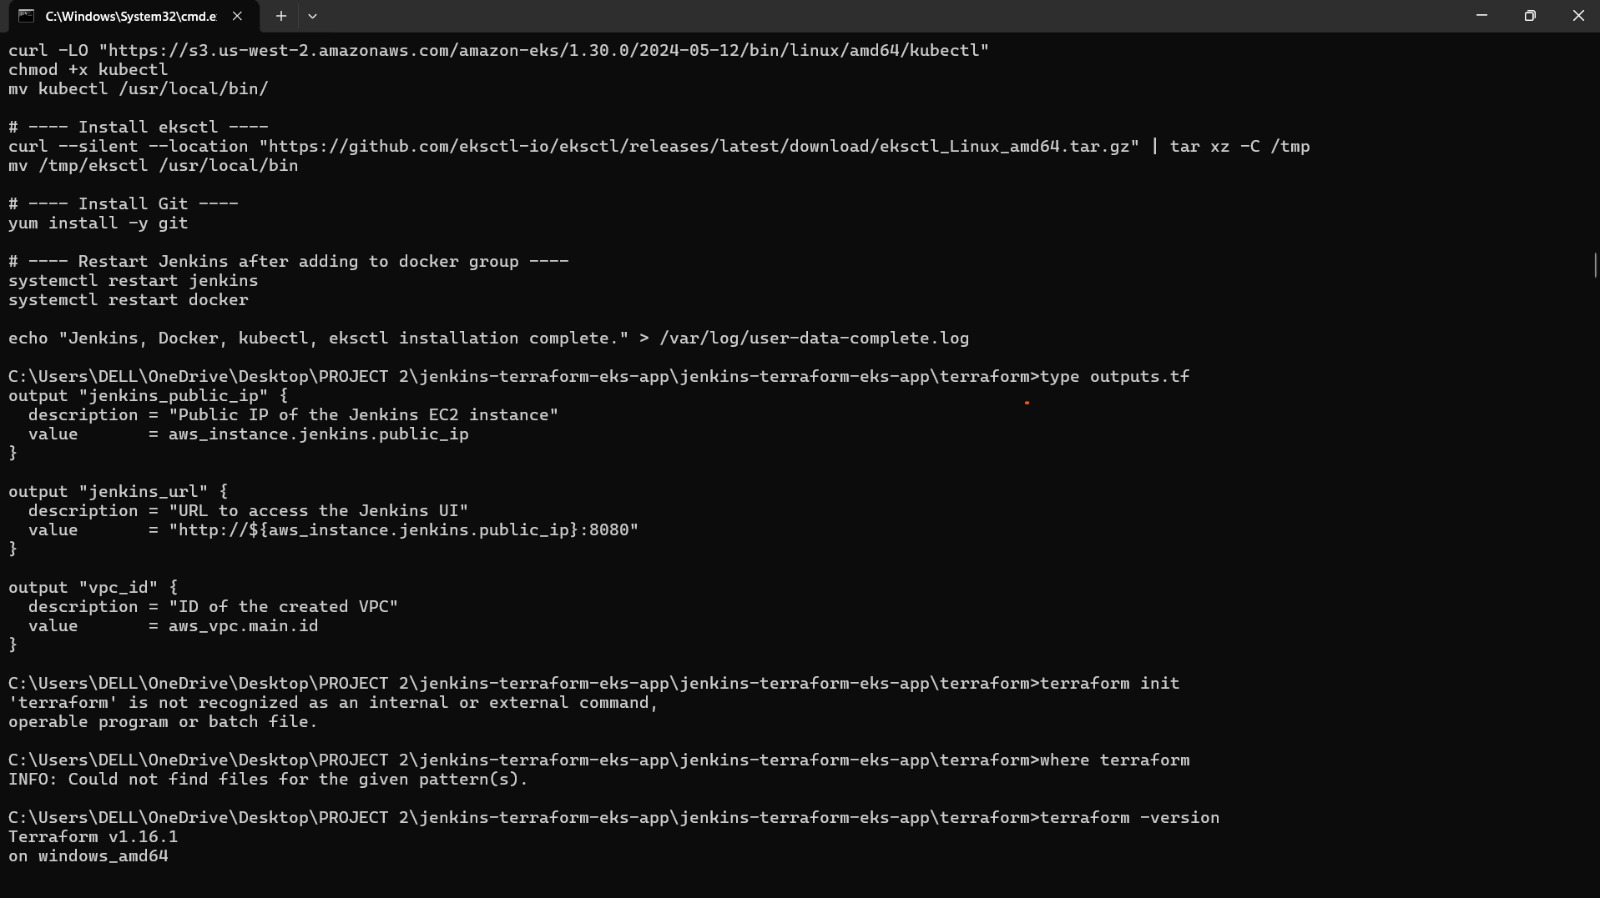 C:\Windows\System32\cmd.e
curl -LO "https://s3.us-west-2.amazonaws.com/amazon-eks/1.30.0/2024-05-12/bin/linux/amd64/kubectl"
chmod +x kubectl
mv kubectl /usr/local/bin/
# ---- Install eksctl ----
curl --silent --location "https://github.com/eksctl-io/eksctl/releases/latest/download/eksctl_Linux_amd64.tar.gz" | tar xz -C /tmp
mv /tmp/eksctl /usr/local/bin
# ---- Install Git ----
yum install -y git
# ---- Restart Jenkins after adding to docker group ----
systemctl restart jenkins
systemctl restart docker
echo "Jenkins, Docker, kubectl, eksctl installation complete." > /var/log/user-data-complete.log
C:\Users\DELL\OneDrive\Desktop\PROJECT 2\jenkins-terraform-eks-app\jenkins-terraform-eks-app\terraform>type outputs.tf
output "jenkins_public_ip" {
  description = "Public IP of the Jenkins EC2 instance"
  value       = aws_instance.jenkins.public_ip
}
output "jenkins_url" {
  description = "URL to access the Jenkins UI"
  value       = "http://${aws_instance.jenkins.public_ip}:8080"
}
output "vpc_id" {
  description = "ID of the created VPC"
  value       = aws_vpc.main.id
}
C:\Users\DELL\OneDrive\Desktop\PROJECT 2\jenkins-terraform-eks-app\jenkins-terraform-eks-app\terraform>terraform init
'terraform' is not recognized as an internal or external command,
operable program or batch file.
C:\Users\DELL\OneDrive\Desktop\PROJECT 2\jenkins-terraform-eks-app\jenkins-terraform-eks-app\terraform>where terraform
INFO: Could not find files for the given pattern(s).
C:\Users\DELL\OneDrive\Desktop\PROJECT 2\jenkins-terraform-eks-app\jenkins-terraform-eks-app\terraform>terraform -version
Terraform v1.16.1
on windows_amd64